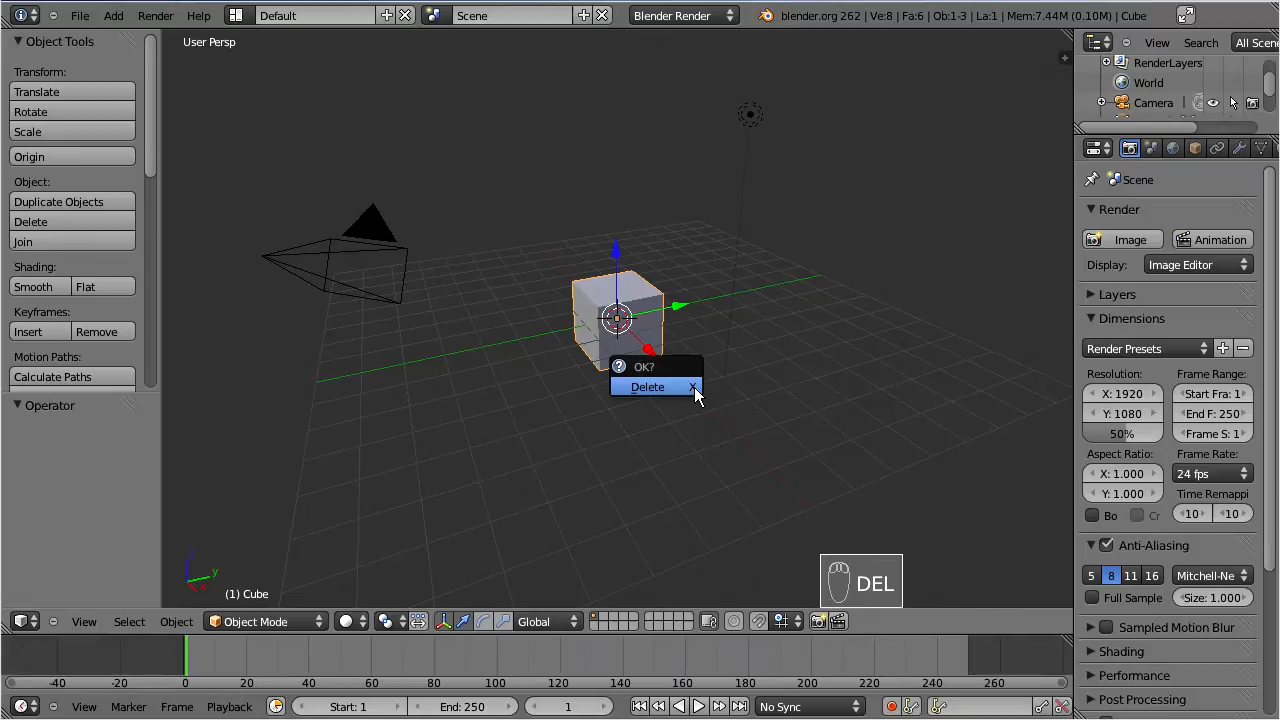 File Add Render Help Default Scene Blender Render blender.org 262 | Ve:8 | Fa:6 | Ob:1-3 | La:1 | Mem:7.44M (0.10M) | Cube
Object Tools
Transform:
Translate
Rotate
Scale
Origin
Object:
Duplicate Objects
Delete
Join
Shading:
Smooth Flat
Keyframes:
Insert Remove
Motion Paths:
Calculate Paths
Operator
User Persp
OK?
Delete X
z
y
x
(1) Cube
DEL
View Search All Scene
RenderLayers
World
Camera
Scene
Render
Image Animation
Display: Image Editor
Layers
Dimensions
Render Presets
Resolution: Frame Range:
X: 1920 Start Fra: 1
Y: 1080 End F: 250
50% Frame S: 1
Aspect Ratio: Frame Rate:
X: 1.000 24 fps
Y: 1.000 Time Remappi
Bo Cr 10 10
Anti-Aliasing
5 8 11 16 Mitchell-Ne
Full Sample Size: 1.000
Sampled Motion Blur
Shading
Performance
Post Processing
View Select Object Object Mode Global
-40 -20 0 20 40 60 80 100 120 140 160 180 200 220 240 260
View Marker Frame Playback Start: 1 End: 250 1 No Sync